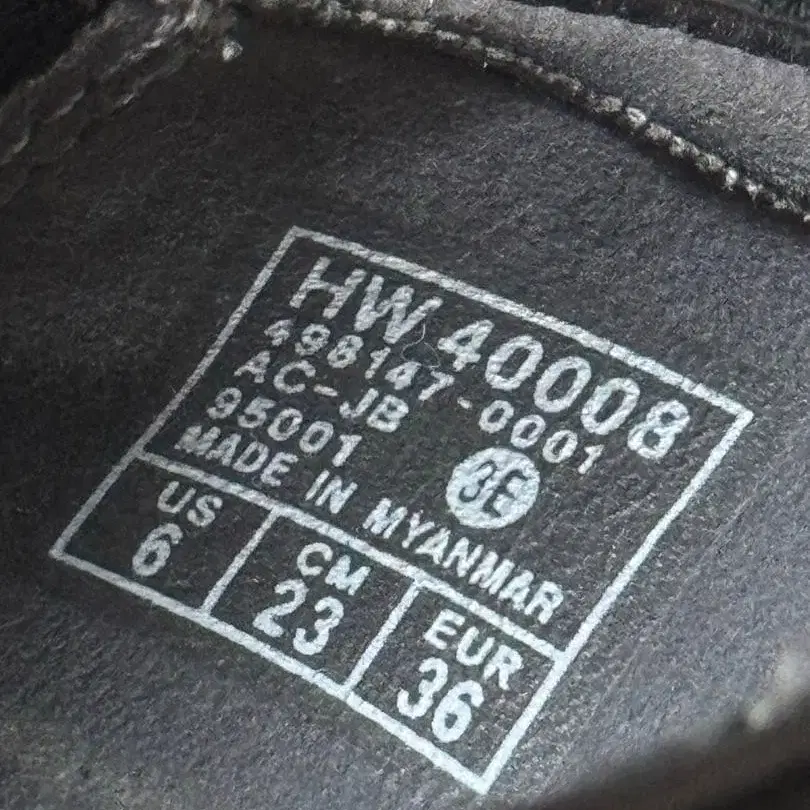 HW 40008
498147-0001
AC-JB
95001 3E
MADE IN MYANMAR
US CM EUR
6 23 36